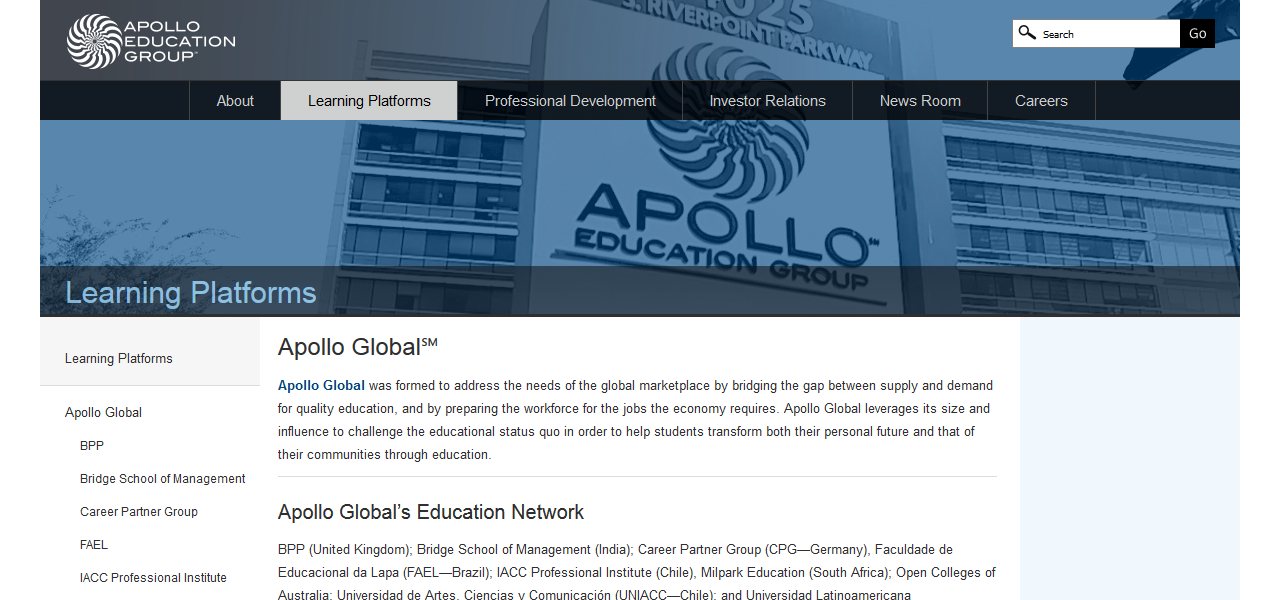 APOLLO
EDUCATION
GROUP
Search
Go
4025
S. RIVERPOINT PARKWAY
About
Learning Platforms
Professional Development
Investor Relations
News Room
Careers
APOLLO℠
EDUCATION GROUP
Learning Platforms
Learning Platforms
Apollo Global
BPP
Bridge School of Management
Career Partner Group
FAEL
IACC Professional Institute
Apollo Global℠
Apollo Global was formed to address the needs of the global marketplace by bridging the gap between supply and demand
for quality education, and by preparing the workforce for the jobs the economy requires. Apollo Global leverages its size and
influence to challenge the educational status quo in order to help students transform both their personal future and that of
their communities through education.
Apollo Global’s Education Network
BPP (United Kingdom); Bridge School of Management (India); Career Partner Group (CPG—Germany), Faculdade de
Educacional da Lapa (FAEL—Brazil); IACC Professional Institute (Chile), Milpark Education (South Africa); Open Colleges of
Australia; Universidad de Artes, Ciencias y Comunicación (UNIACC—Chile); and Universidad Latinoamericana